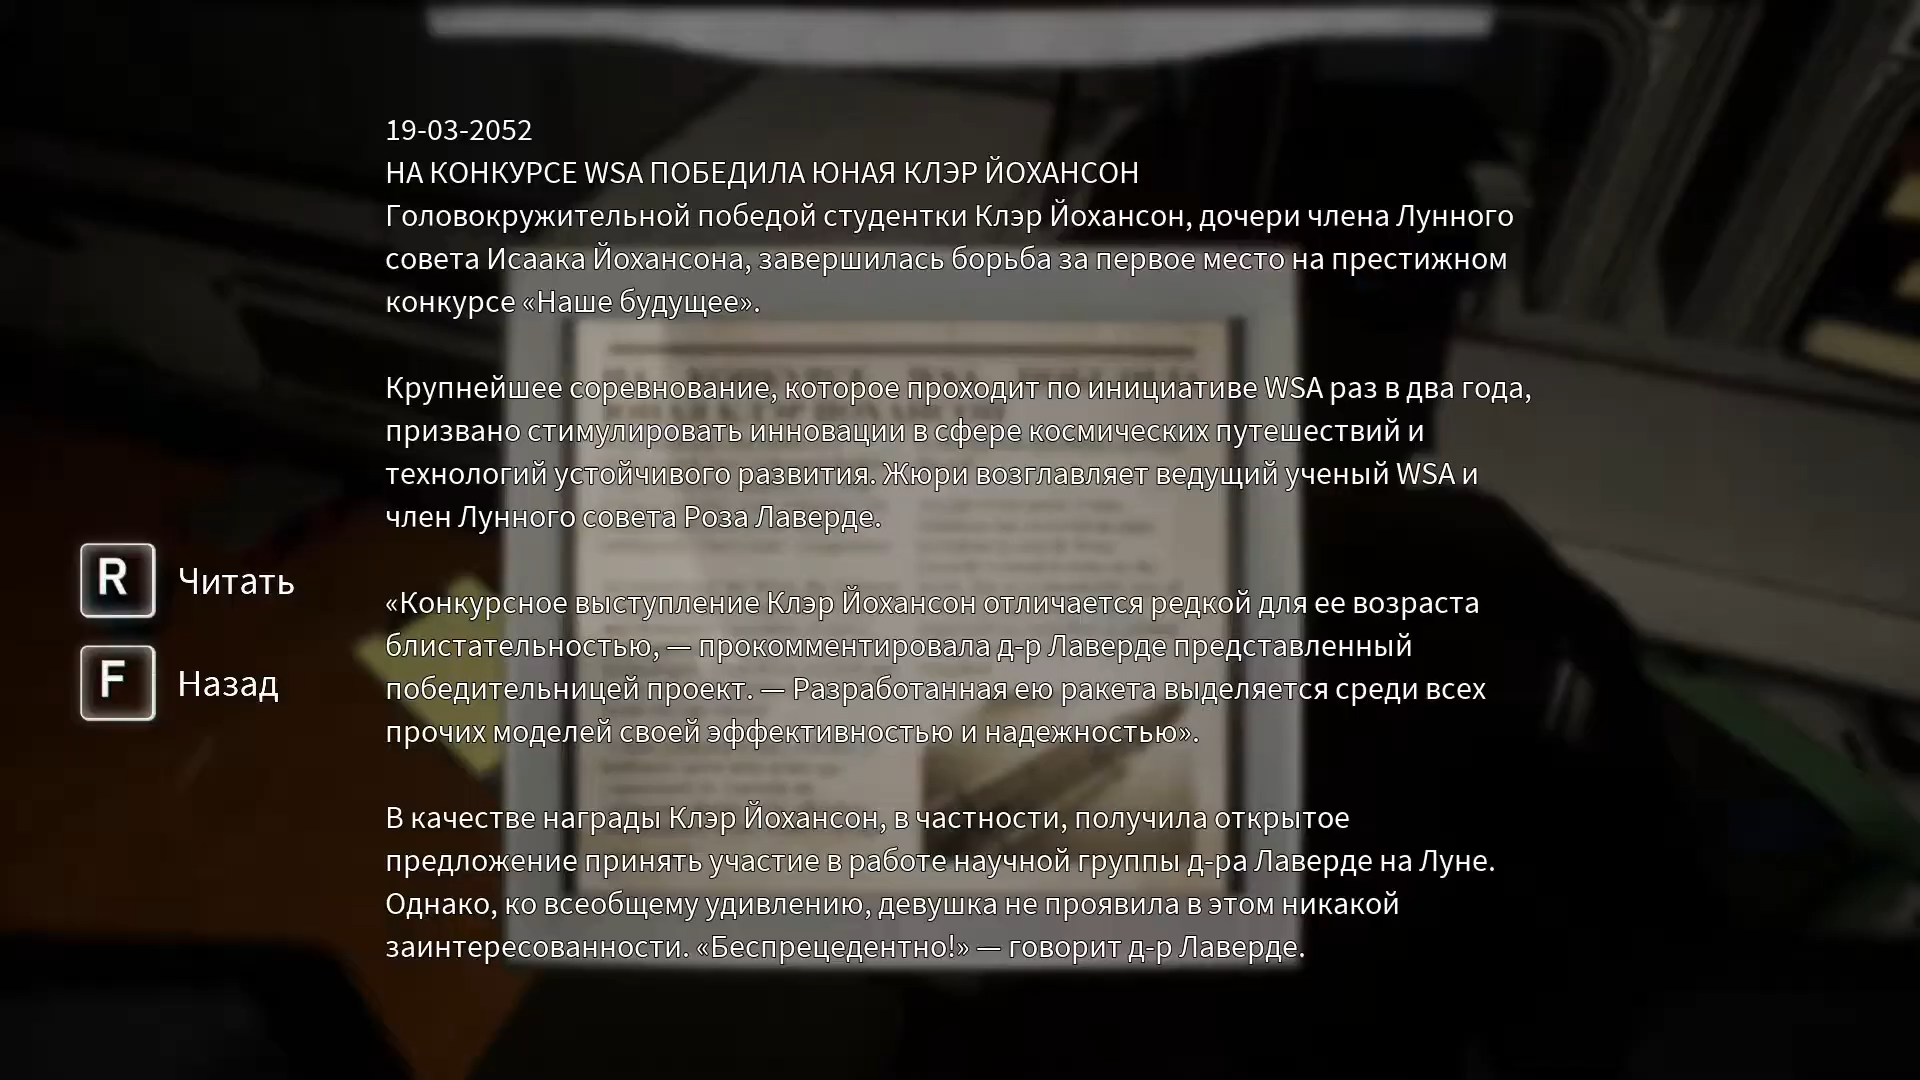 19-03-2052
НА КОНКУРСЕ WSA ПОБЕДИЛА ЮНАЯ КЛЭР ЙОХАНСОН
Головокружительной победой студентки Клэр Йохансон, дочери члена Лунного
совета Исаака Йохансона, завершилась борьба за первое место на престижном
конкурсе «Наше будущее».
Крупнейшее соревнование, которое проходит по инициативе WSA раз в два года,
призвано стимулировать инновации в сфере космических путешествий и
технологий устойчивого развития. Жюри возглавляет ведущий ученый WSA и
член Лунного совета Роза Лаверде.
«Конкурсное выступление Клэр Йохансон отличается редкой для ее возраста
блистательностью, — прокомментировала д-р Лаверде представленный
победительницей проект. — Разработанная ею ракета выделяется среди всех
прочих моделей своей эффективностью и надежностью».
В качестве награды Клэр Йохансон, в частности, получила открытое
предложение принять участие в работе научной группы д-ра Лаверде на Луне.
Однако, ко всеобщему удивлению, девушка не проявила в этом никакой
заинтересованности. «Беспрецедентно!» — говорит д-р Лаверде.
R Читать
F Назад